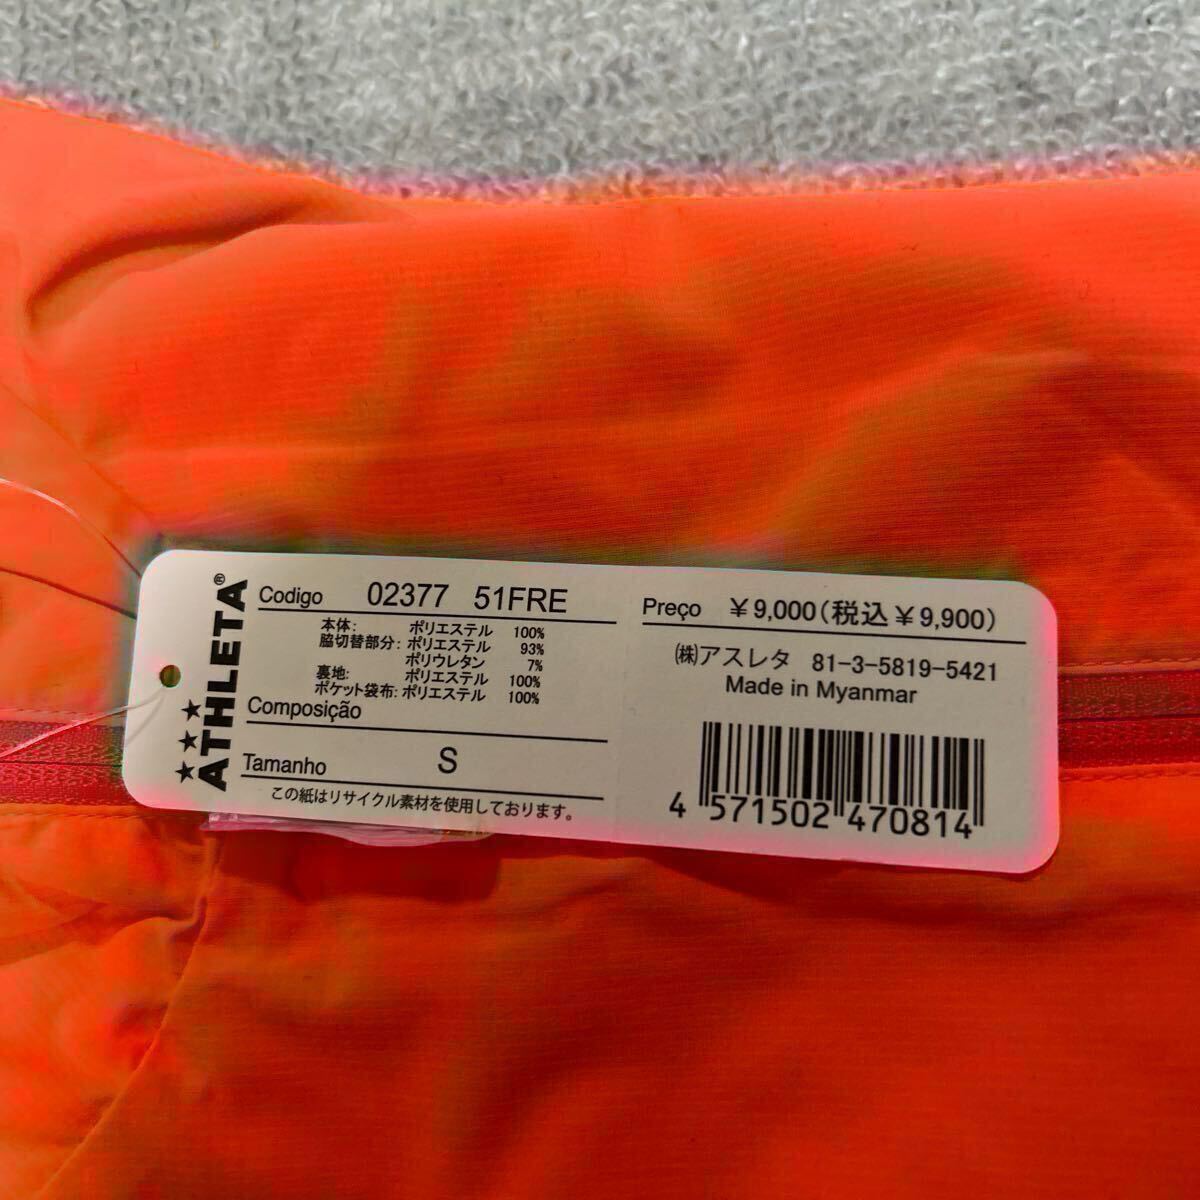 ATHLETA®
Codigo 02377 51FRE
本体: ポリエステル 100%
脇切替部分: ポリエステル 93%
ポリウレタン 7%
裏地: ポリエステル 100%
ポケット袋布: ポリエステル 100%
Composição
Tamanho S
この紙はリサイクル素材を使用しております。
Preço ¥9,000(税込¥9,900)
㈱アスレタ 81-3-5819-5421
Made in Myanmar
4 571502 470814